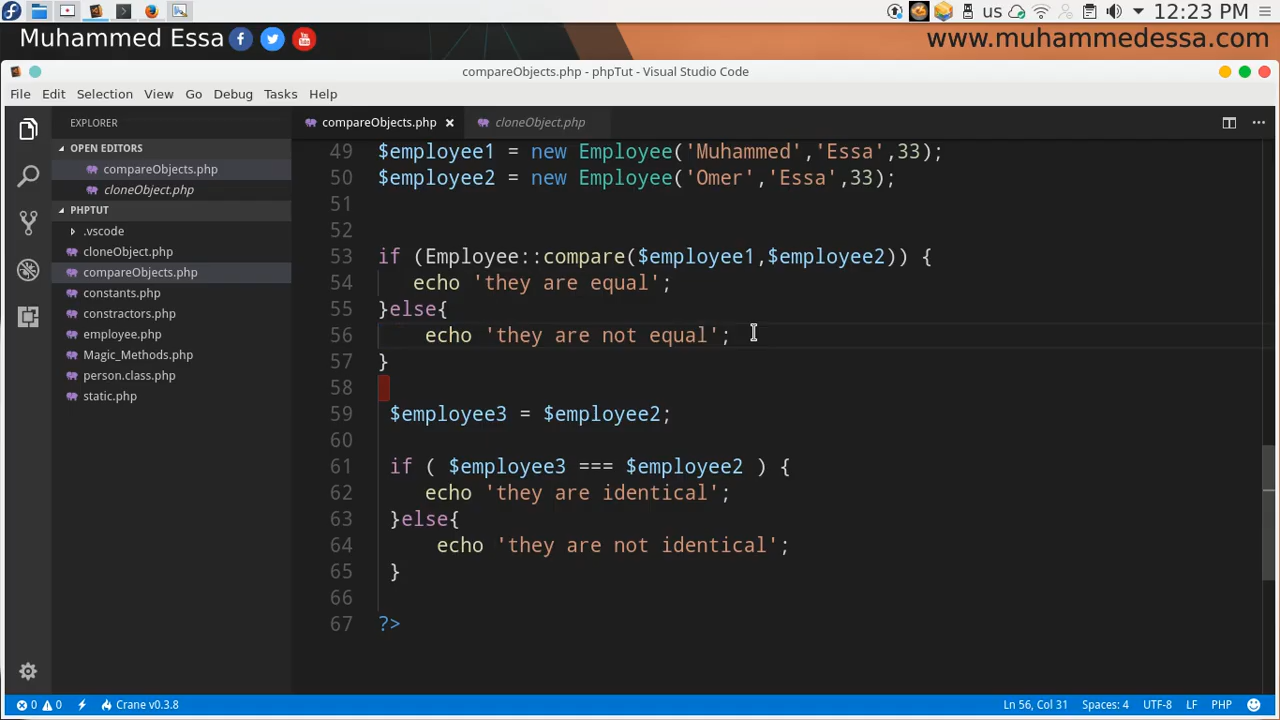 us
12:23 PM
Muhammed Essa
www.muhammedessa.com
compareObjects.php - phpTut - Visual Studio Code
File Edit Selection View Go Debug Tasks Help
EXPLORER
OPEN EDITORS
compareObjects.php
cloneObject.php
PHPTUT
.vscode
cloneObject.php
compareObjects.php
constants.php
constractors.php
employee.php
Magic_Methods.php
person.class.php
static.php
compareObjects.php cloneObject.php
49 $employee1 = new Employee('Muhammed','Essa',33);
50 $employee2 = new Employee('Omer','Essa',33);
51
52
53 if (Employee::compare($employee1,$employee2)) {
54 echo 'they are equal';
55 }else{
56 echo 'they are not equal';
57 }
58
59 $employee3 = $employee2;
60
61 if ( $employee3 === $employee2 ) {
62 echo 'they are identical';
63 }else{
64 echo 'they are not identical';
65 }
66
67 ?>
0 0 Crane v0.3.8 Ln 56, Col 31 Spaces: 4 UTF-8 LF PHP